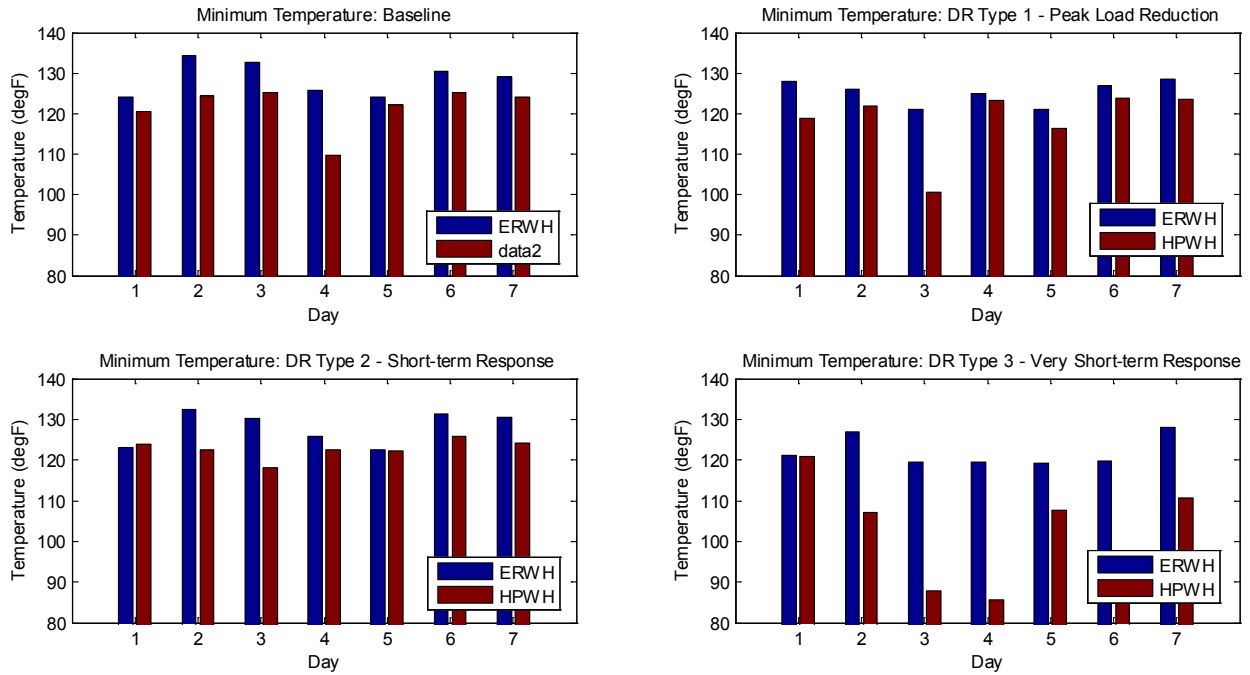 Minimum Temperature: Baseline
140
130
120
110
100
90
80
Temperature (degF)
ERWH
data2
1 2 3 4 5 6 7
Day
Minimum Temperature: DR Type 1 - Peak Load Reduction
140
130
120
110
100
90
80
Temperature (degF)
ERWH
HPWH
1 2 3 4 5 6 7
Day
Minimum Temperature: DR Type 2 - Short-term Response
140
130
120
110
100
90
80
Temperature (degF)
ERWH
HPWH
1 2 3 4 5 6 7
Day
Minimum Temperature: DR Type 3 - Very Short-term Response
140
130
120
110
100
90
80
Temperature (degF)
ERWH
HPWH
1 2 3 4 5 6 7
Day